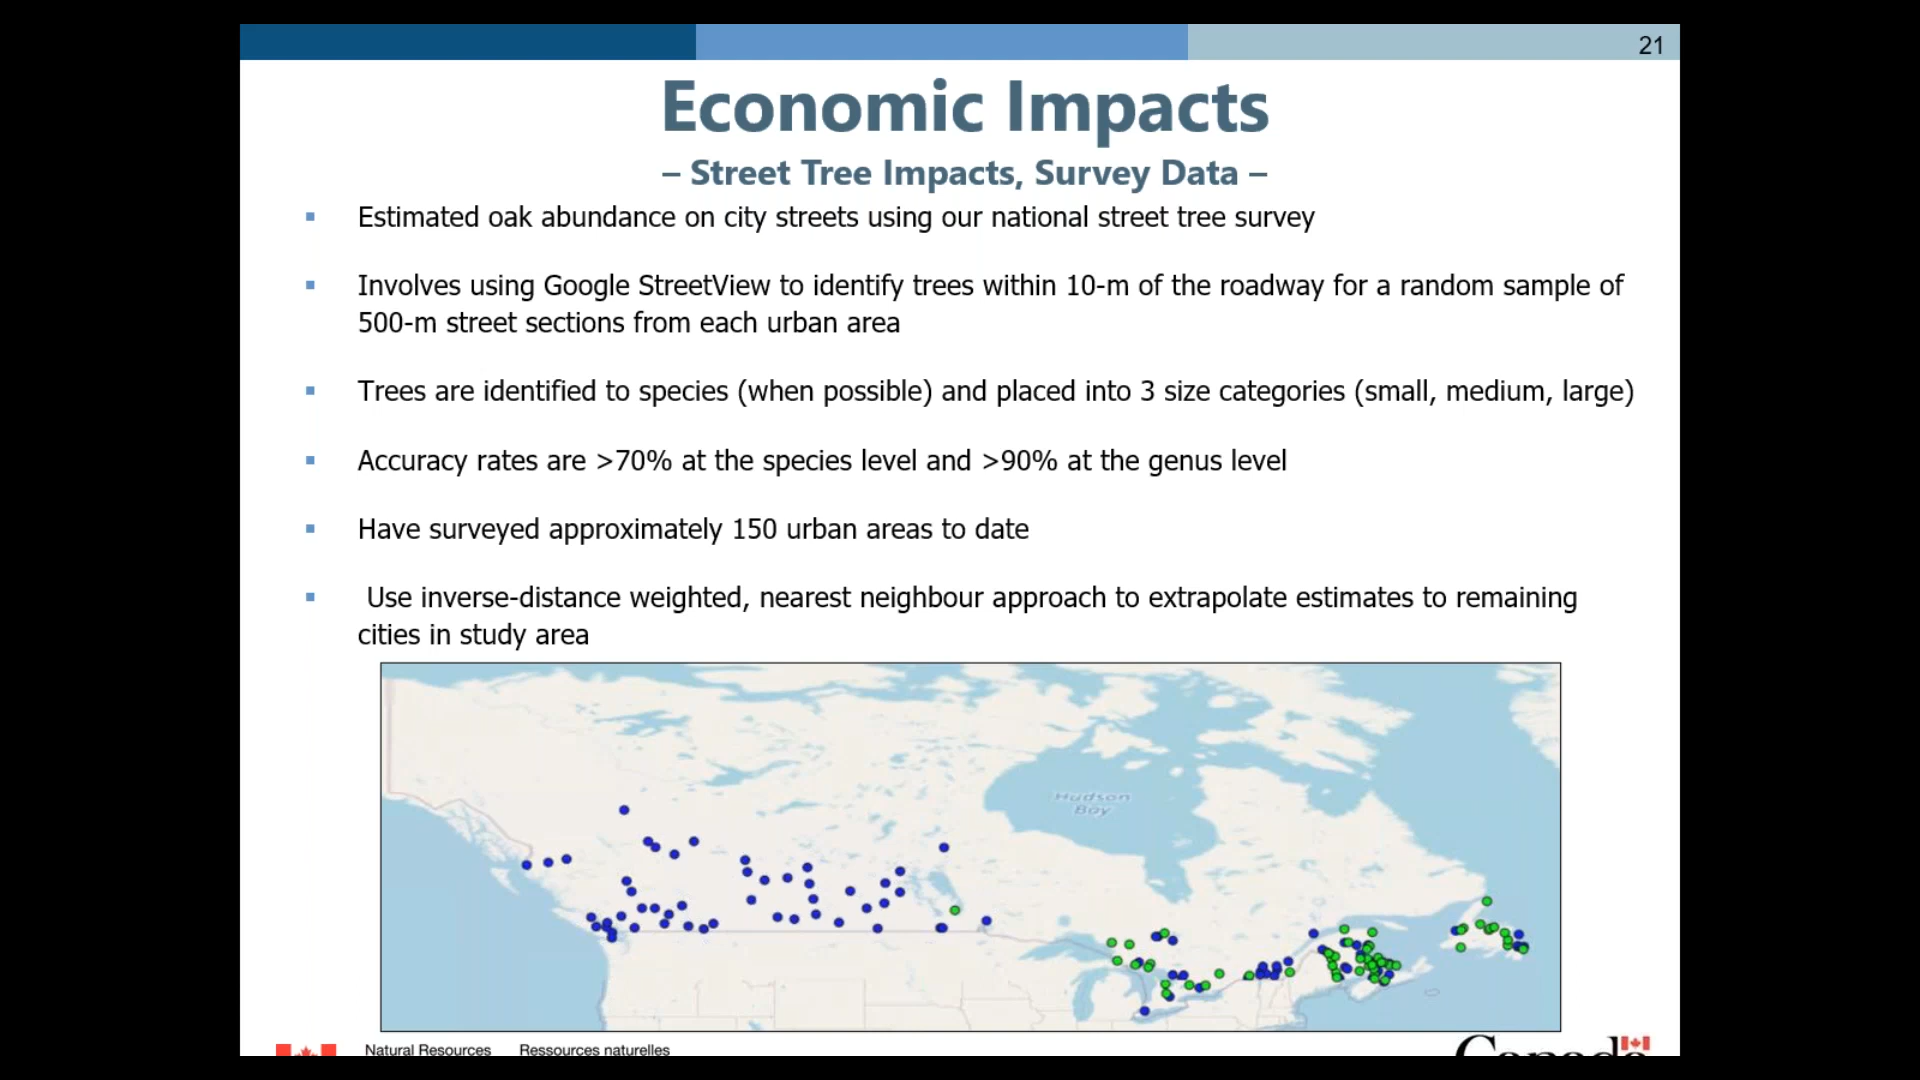 21
Economic Impacts
– Street Tree Impacts, Survey Data –
Estimated oak abundance on city streets using our national street tree survey
Involves using Google StreetView to identify trees within 10-m of the roadway for a random sample of
500-m street sections from each urban area
Trees are identified to species (when possible) and placed into 3 size categories (small, medium, large)
Accuracy rates are >70% at the species level and >90% at the genus level
Have surveyed approximately 150 urban areas to date
Use inverse-distance weighted, nearest neighbour approach to extrapolate estimates to remaining
cities in study area
Hudson
Bay
Natural Resources Ressources naturelles
Canada